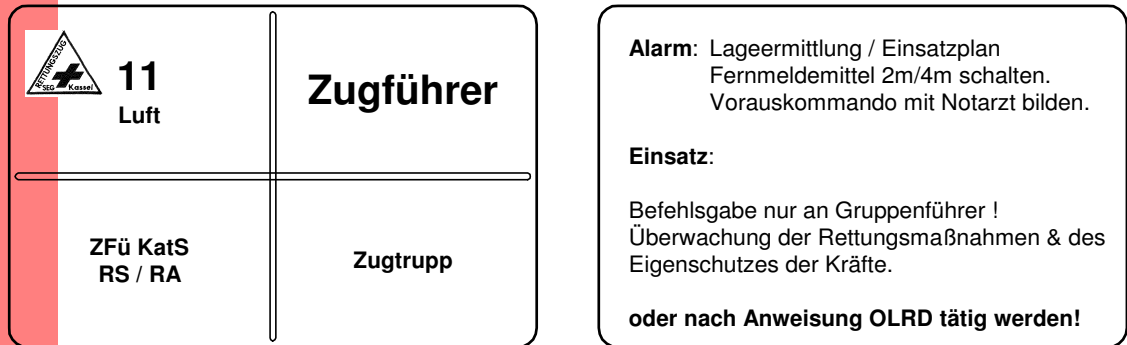 RETTUNGSZUG
SEG Kassel
11
Luft
Zugführer
ZFü KatS
RS / RA
Zugtrupp
Alarm: Lageermittlung / Einsatzplan
Fernmeldemittel 2m/4m schalten.
Vorauskommando mit Notarzt bilden.
Einsatz:
Befehlsgabe nur an Gruppenführer !
Überwachung der Rettungsmaßnahmen & des
Eigenschutzes der Kräfte.
oder nach Anweisung OLRD tätig werden!